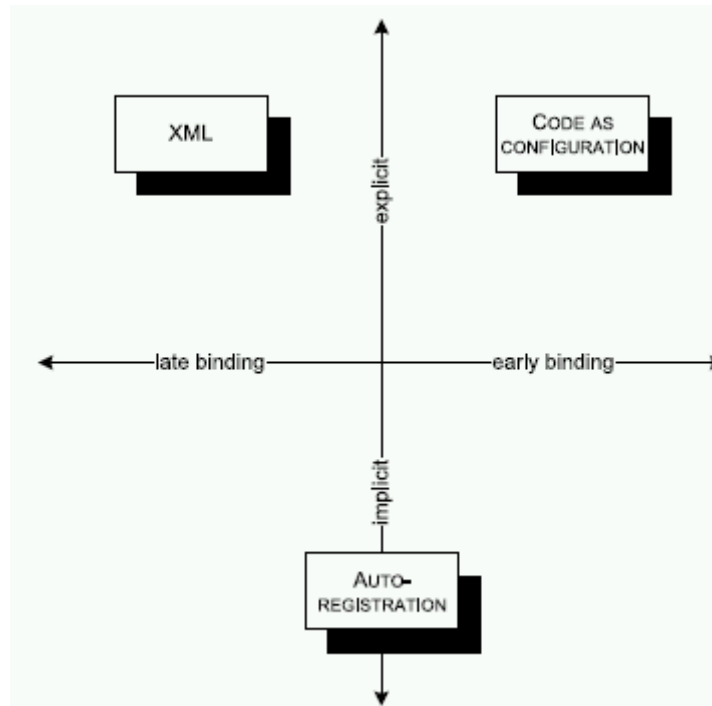 XML
CODE AS
CONFIGURATION
explicit
late binding
early binding
implicit
AUTO-
REGISTRATION